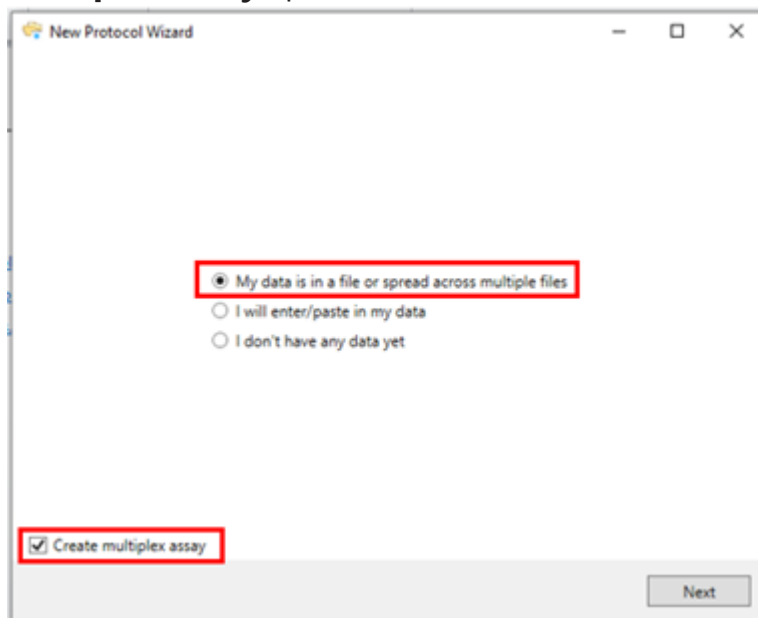 New Protocol Wizard
My data is in a file or spread across multiple files
I will enter/paste in my data
I don't have any data yet
Create multiplex assay
Next